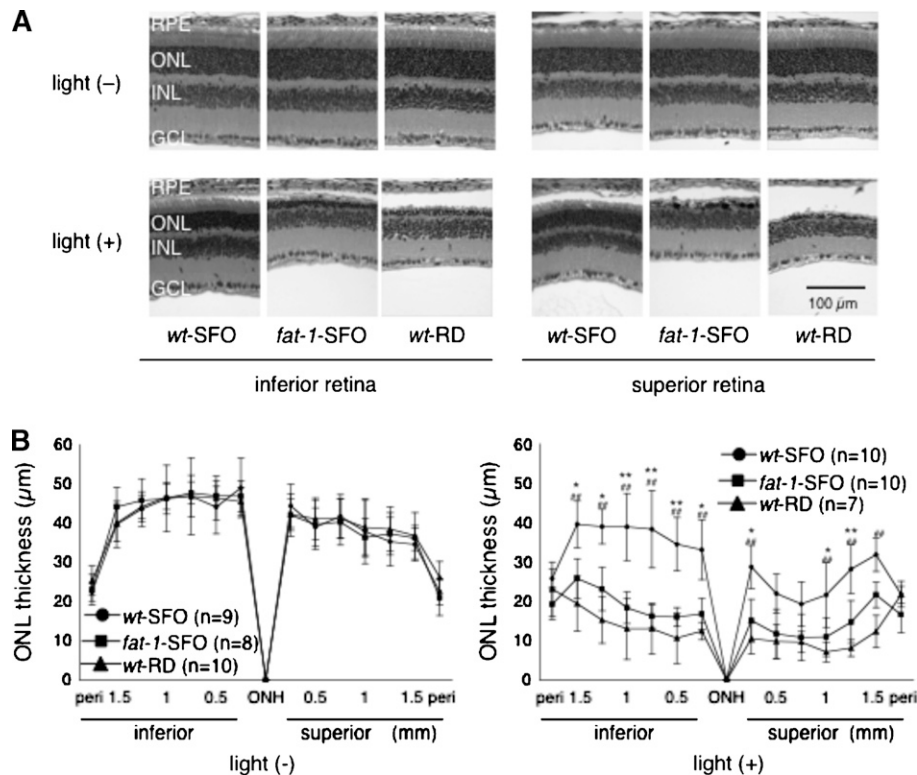 A
light (–)
RPE
ONL
INL
GCL
light (+)
RPE
ONL
INL
GCL
100 µm
wt-SFO fat-1-SFO wt-RD wt-SFO fat-1-SFO wt-RD
inferior retina superior retina
B
ONL thickness (µm)
60
50
40
30
20
10
0
wt-SFO (n=9)
fat-1-SFO (n=8)
wt-RD (n=10)
peri 1.5 1 0.5 ONH 0.5 1 1.5 peri
inferior superior (mm)
light (-)
ONL thickness (µm)
60
50
40
30
20
10
0
wt-SFO (n=10)
fat-1-SFO (n=10)
wt-RD (n=7)
* * ** ** ** * * * **
## ## ## ## ## ## ## ## ## ##
peri 1.5 1 0.5 ONH 0.5 1 1.5 peri
inferior superior (mm)
light (+)